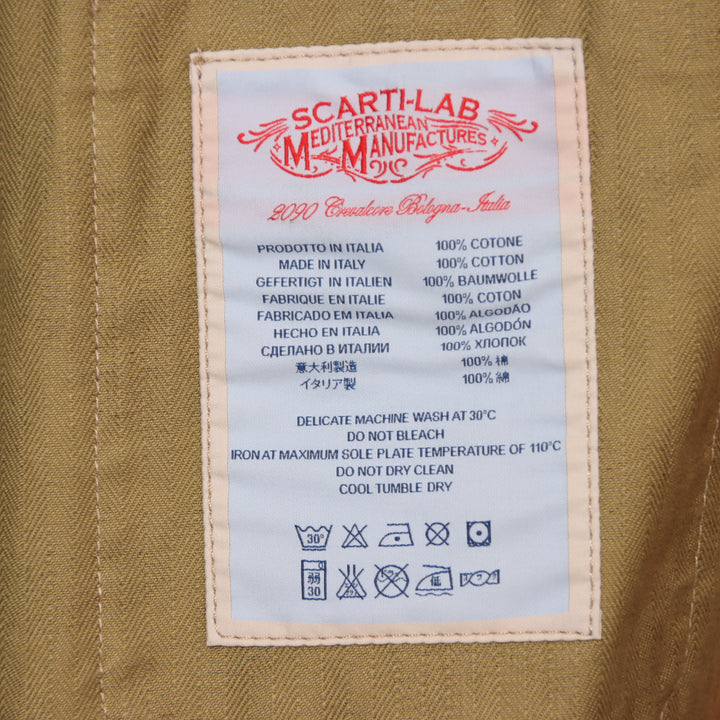 SCARTI-LAB
MEDITERRANEAN
MANUFACTURES
2090 Crevalcore Bologna-Italia
PRODOTTO IN ITALIA 100% COTONE
MADE IN ITALY 100% COTTON
GEFERTIGT IN ITALIEN 100% BAUMWOLLE
FABRIQUE EN ITALIE 100% COTON
FABRICADO EM ITALIA 100% ALGODÃO
HECHO EN ITALIA 100% ALGODÓN
СДЕЛАНО В ИТАЛИИ 100% ХЛОПОК
意大利製造 100% 棉
イタリア製 100% 綿
DELICATE MACHINE WASH AT 30°C
DO NOT BLEACH
IRON AT MAXIMUM SOLE PLATE TEMPERATURE OF 110°C
DO NOT DRY CLEAN
COOL TUMBLE DRY
30°
弱 低
30